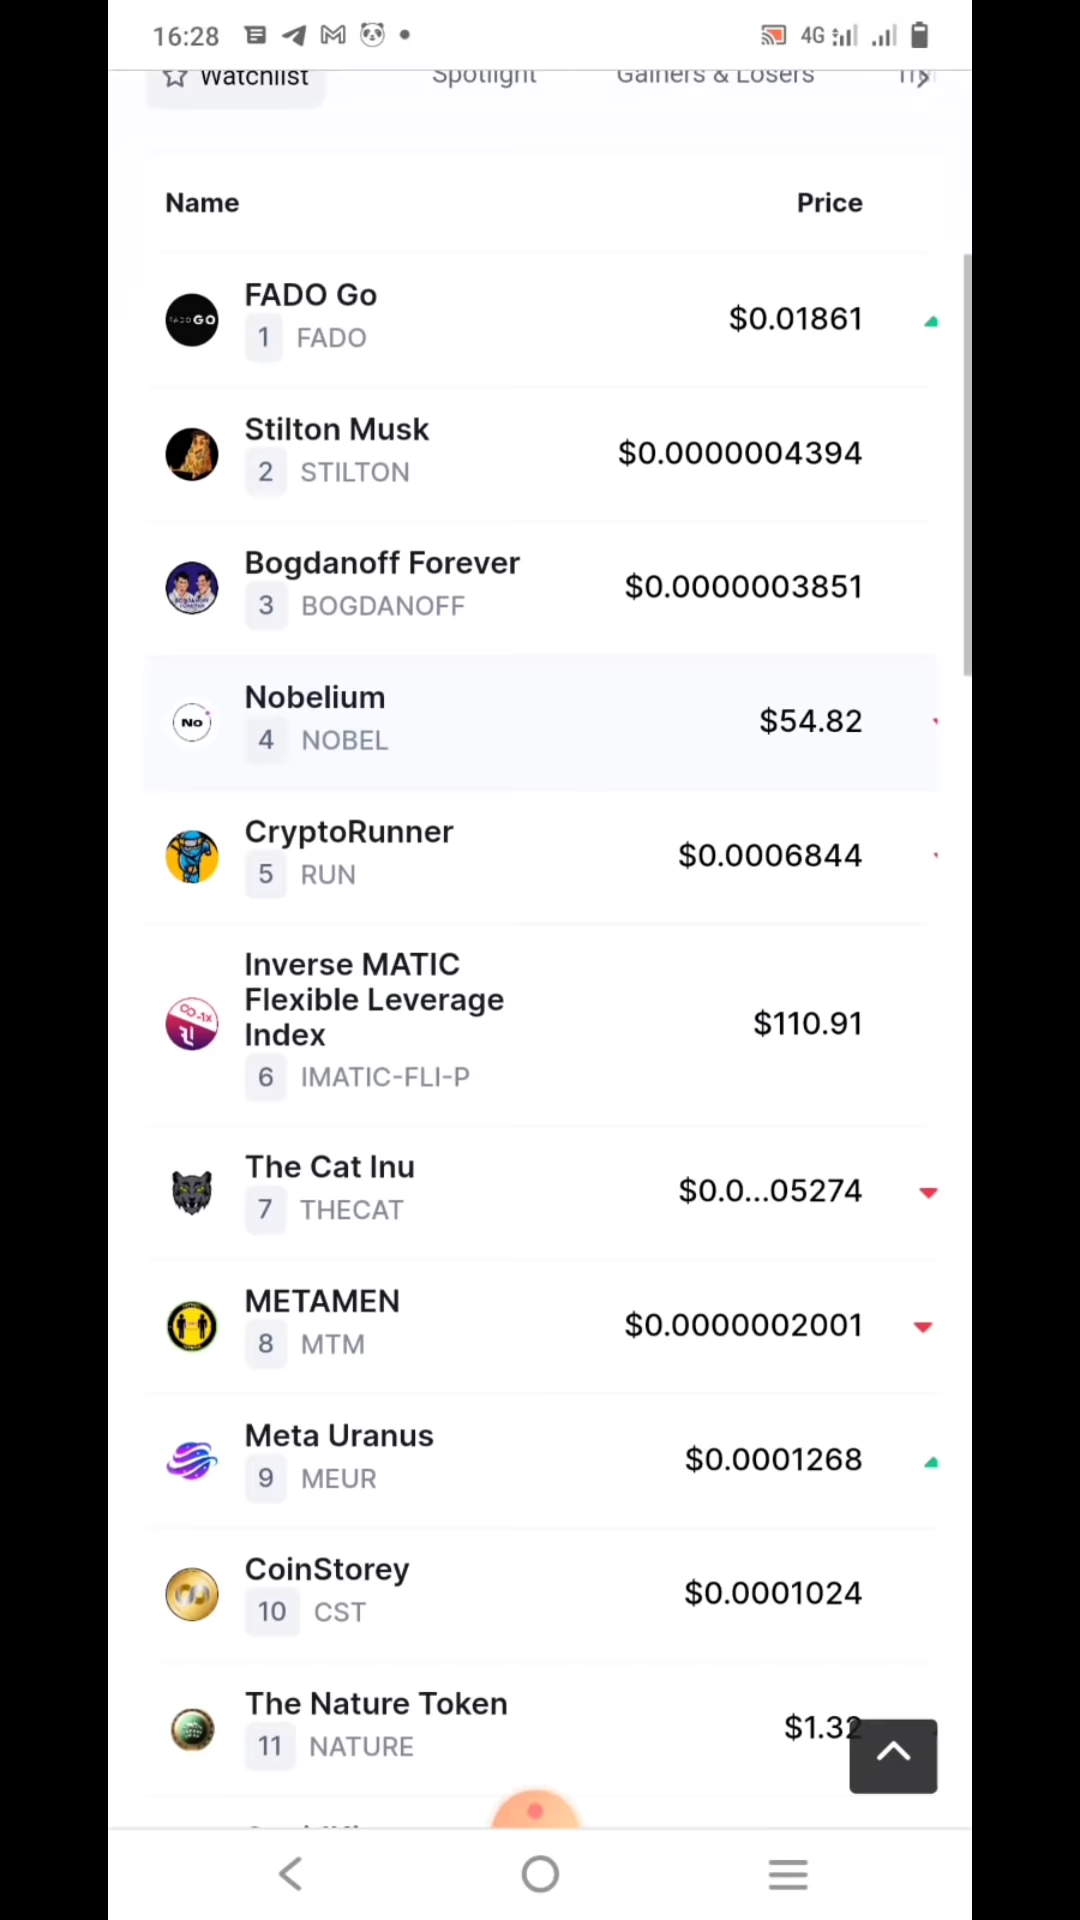 16:28
4G
Watchlist Spotlight Gainers & Losers
Name Price
FADO Go
$0.01861
1 FADO
Stilton Musk
$0.0000004394
2 STILTON
Bogdanoff Forever
$0.0000003851
3 BOGDANOFF
No
Nobelium
$54.82
4 NOBEL
CryptoRunner
$0.0006844
5 RUN
Inverse MATIC
Flexible Leverage
Index
$110.91
6 IMATIC-FLI-P
The Cat Inu
$0.0...05274
7 THECAT
METAMEN
$0.0000002001
8 MTM
Meta Uranus
$0.0001268
9 MEUR
CoinStorey
$0.0001024
10 CST
The Nature Token
$1.32
11 NATURE